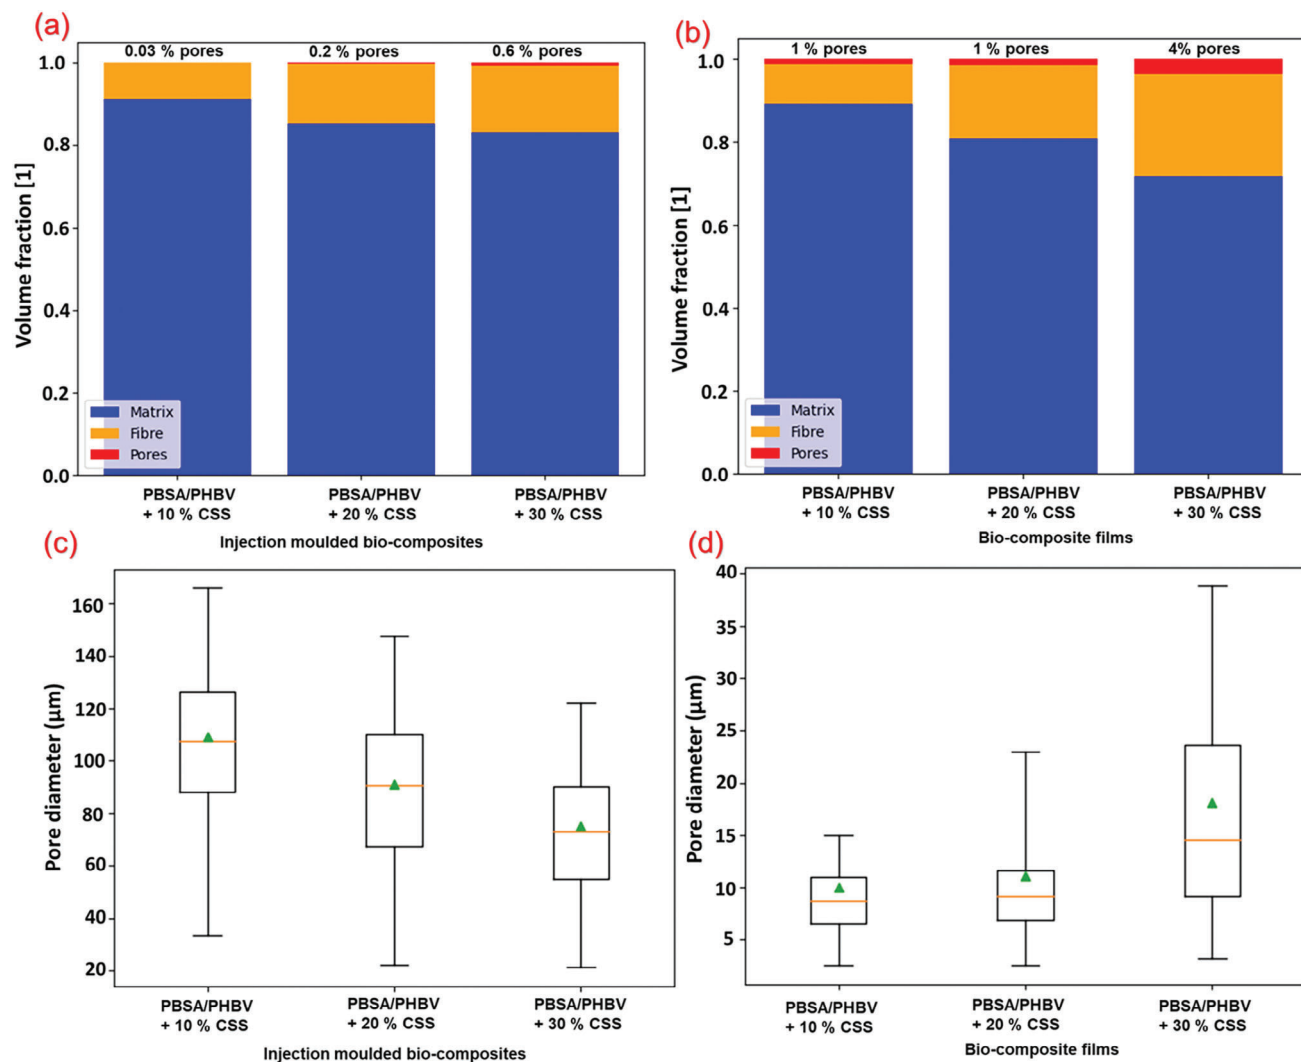 (a)
0.03 % pores
0.2 % pores
0.6 % pores
1.0
0.8
0.6
0.4
0.2
0.0
Volume fraction [1]
Matrix
Fibre
Pores
PBSA/PHBV
+ 10 % CSS
PBSA/PHBV
+ 20 % CSS
PBSA/PHBV
+ 30 % CSS
Injection moulded bio-composites
(b)
1 % pores
1 % pores
4% pores
1.0
0.8
0.6
0.4
0.2
0.0
Volume fraction [1]
Matrix
Fibre
Pores
PBSA/PHBV
+ 10 % CSS
PBSA/PHBV
+ 20 % CSS
PBSA/PHBV
+ 30 % CSS
Bio-composite films
(c)
160
140
120
100
80
60
40
20
Pore diameter (µm)
PBSA/PHBV
+ 10 % CSS
PBSA/PHBV
+ 20 % CSS
PBSA/PHBV
+ 30 % CSS
Injection moulded bio-composites
(d)
40
35
30
25
20
15
10
5
Pore diameter (µm)
PBSA/PHBV
+ 10 % CSS
PBSA/PHBV
+ 20 % CSS
PBSA/PHBV
+ 30 % CSS
Bio-composite films